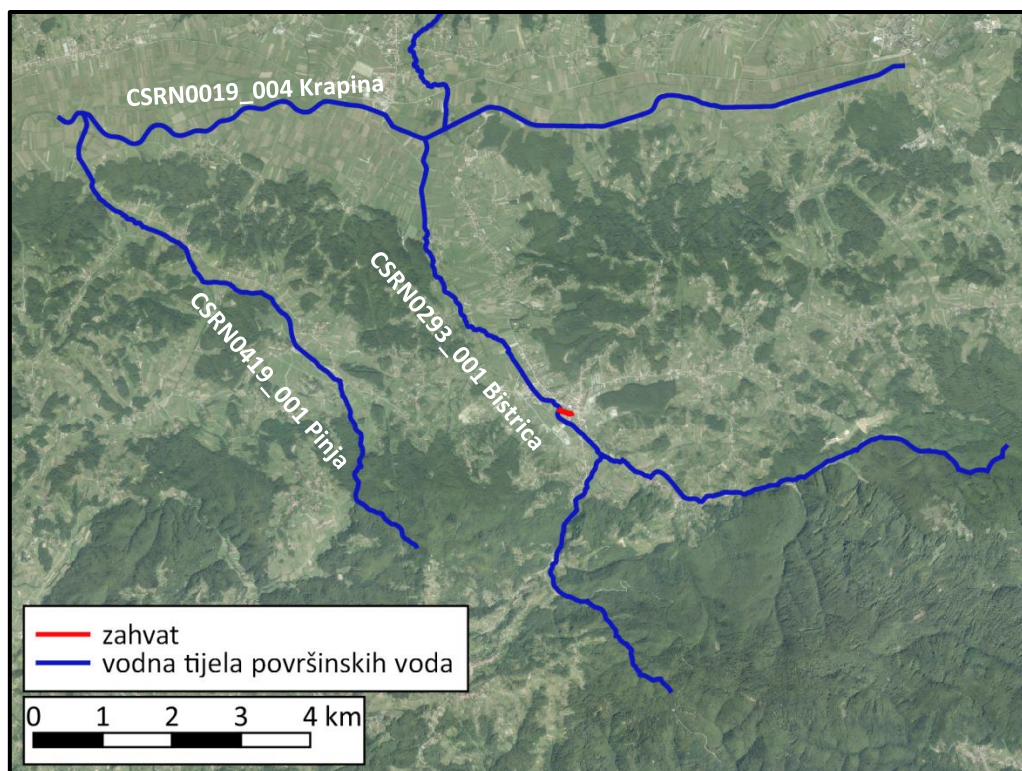 CSRN0019_004 Krapina
CSRN0293_001 Bistrica
CSRN0419_001 Pinja
zahvat
vodna tijela površinskih voda
0 1 2 3 4 km